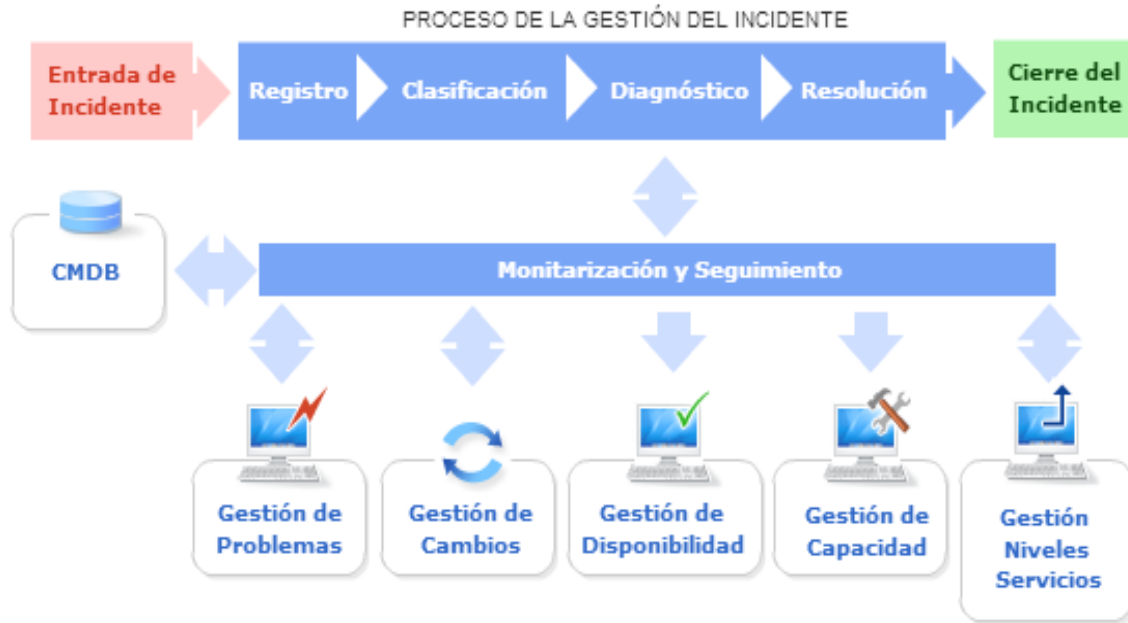 PROCESO DE LA GESTIÓN DEL INCIDENTE
Entrada de
Incidente
Registro
Clasificación
Diagnóstico
Resolución
Cierre del
Incidente
CMDB
Monitarización y Seguimiento
Gestión de
Problemas
Gestión de
Cambios
Gestión de
Disponibilidad
Gestión de
Capacidad
Gestión
Niveles
Servicios